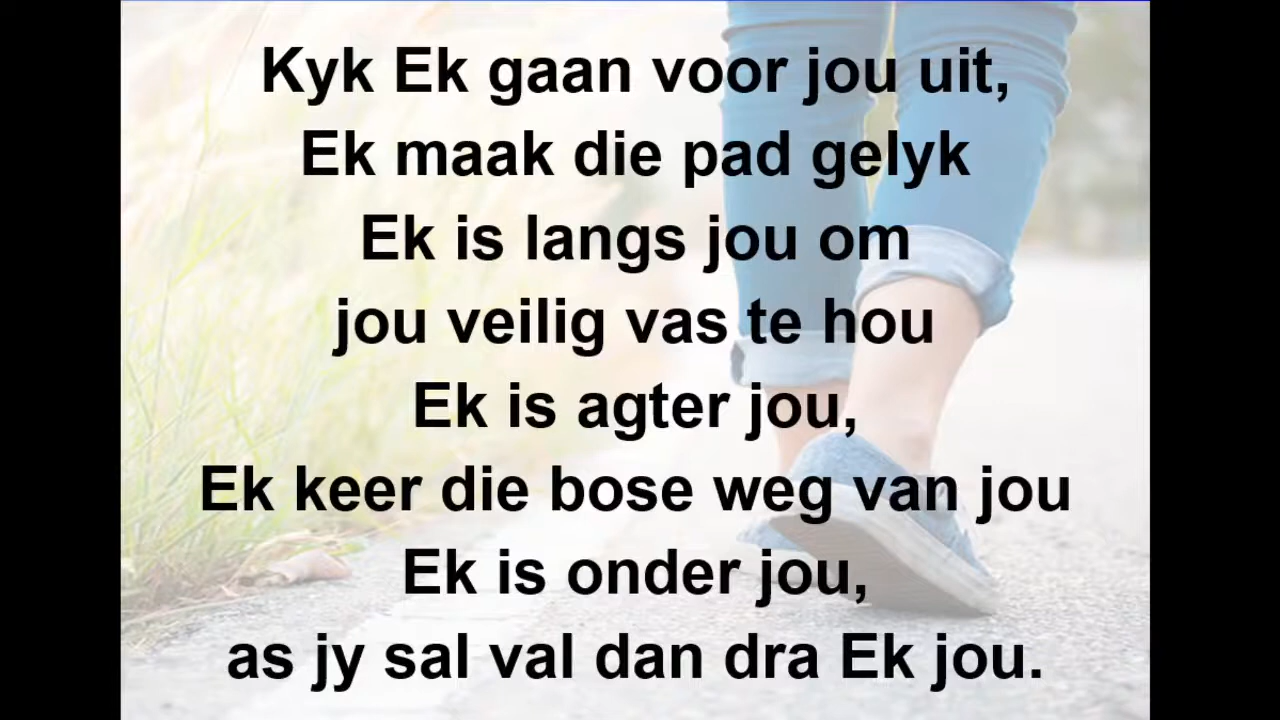 Kyk Ek gaan voor jou uit,
Ek maak die pad gelyk
Ek is langs jou om
jou veilig vas te hou
Ek is agter jou,
Ek keer die bose weg van jou
Ek is onder jou,
as jy sal val dan dra Ek jou.